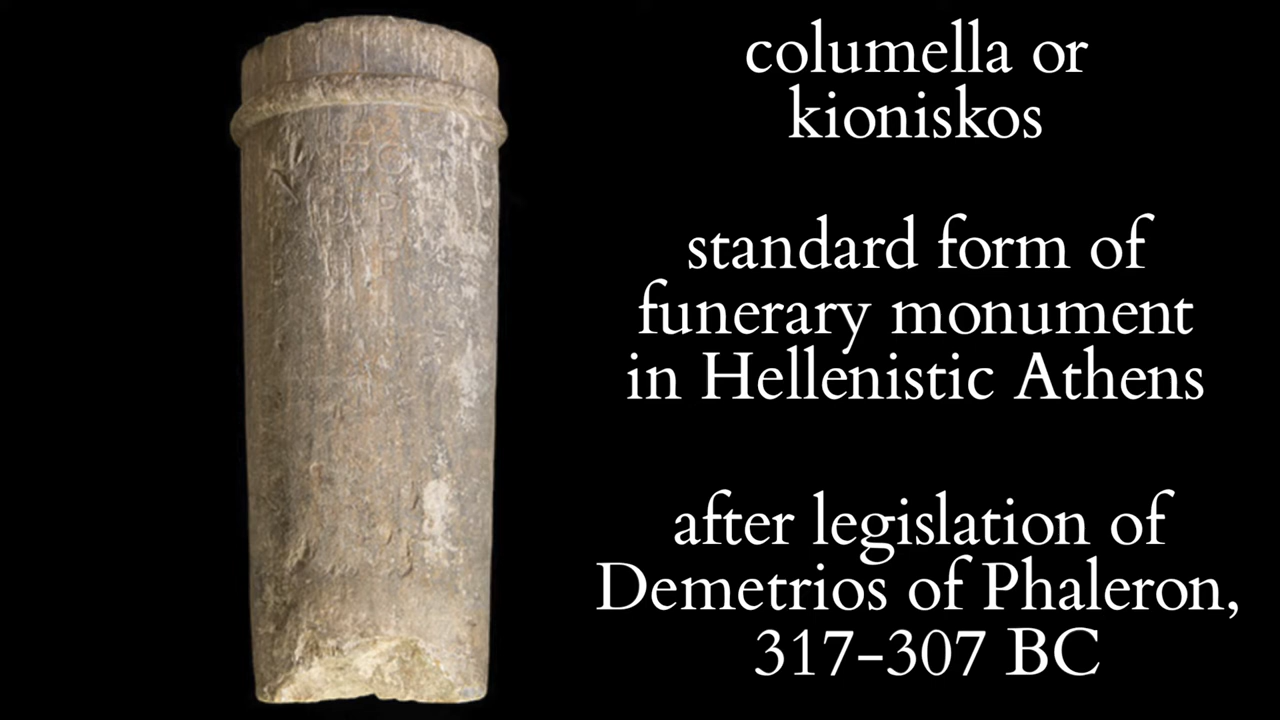 columella or
kioniskos
standard form of
funerary monument
in Hellenistic Athens
after legislation of
Demetrios of Phaleron,
317-307 BC